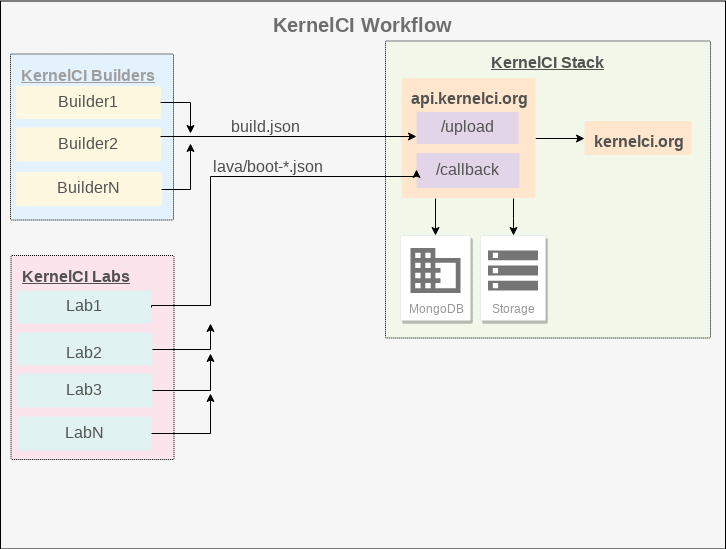 KernelCI Workflow
KernelCI Builders
Builder1
Builder2
BuilderN
build.json
lava/boot-*.json
KernelCI Stack
api.kernelci.org
/upload
/callback
kernelci.org
MongoDB
Storage
KernelCI Labs
Lab1
Lab2
Lab3
LabN